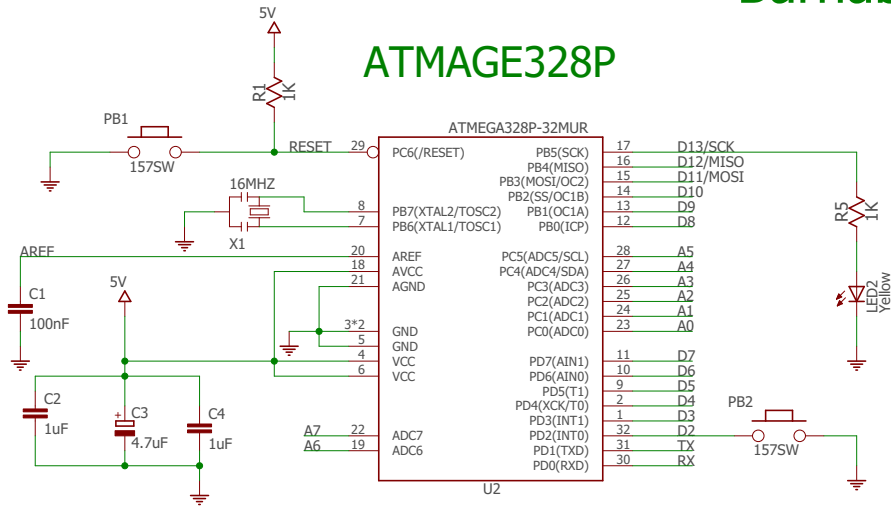 5V
ATMAGE328P
R1
1K
PB1
157SW
RESET
ATMEGA328P-32MUR
29
PC6(/RESET)
16MHZ
X1
8
PB7(XTAL2/TOSC2)
7
PB6(XTAL1/TOSC1)
AREF
20
AREF
18
AVCC
21
AGND
3*2
GND
5
GND
4
VCC
6
VCC
22
ADC7
A7
19
ADC6
A6
C1
100nF
5V
C2
1uF
+
C3
4.7uF
C4
1uF
PB5(SCK)
17
D13/SCK
PB4(MISO)
16
D12/MISO
PB3(MOSI/OC2)
15
D11/MOSI
PB2(SS/OC1B)
14
D10
PB1(OC1A)
13
D9
PB0(ICP)
12
D8
PC5(ADC5/SCL)
28
A5
PC4(ADC4/SDA)
27
A4
PC3(ADC3)
26
A3
PC2(ADC2)
25
A2
PC1(ADC1)
24
A1
PC0(ADC0)
23
A0
PD7(AIN1)
11
D7
PD6(AIN0)
10
D6
PD5(T1)
9
D5
PD4(XCK/T0)
2
D4
PD3(INT1)
1
D3
PD2(INT0)
32
D2
PD1(TXD)
31
TX
PD0(RXD)
30
RX
U2
R5
1K
LED2
Yellow
PB2
157SW